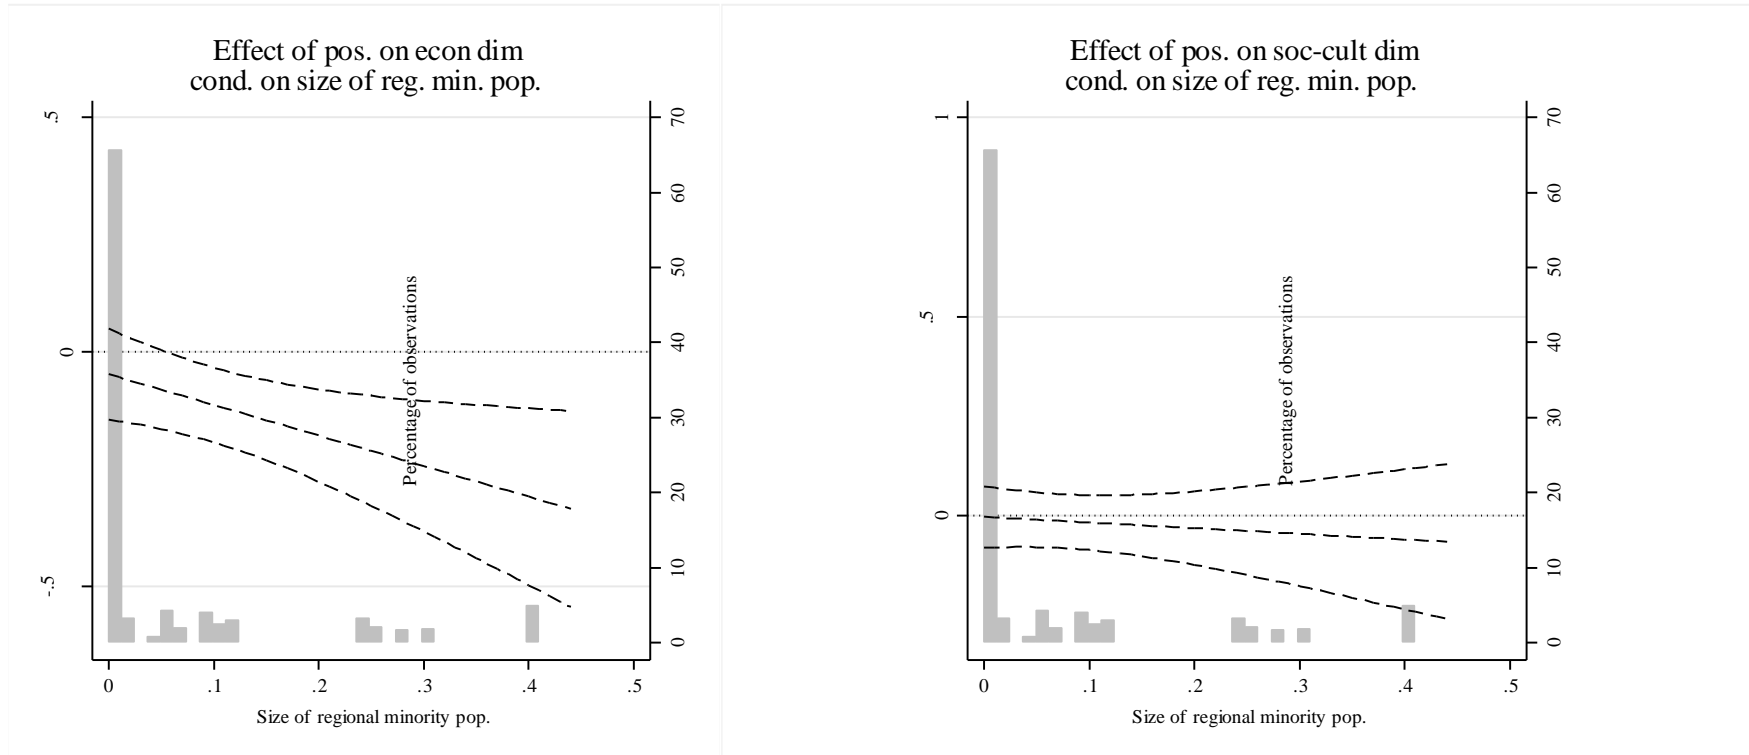 Effect of pos. on econ dim
cond. on size of reg. min. pop.
.5
0
-.5
70
60
50
40
30
20
10
0
Percentage of observations
0 .1 .2 .3 .4 .5
Size of regional minority pop.
Effect of pos. on soc-cult dim
cond. on size of reg. min. pop.
1
.5
0
70
60
50
40
30
20
10
0
Percentage of observations
0 .1 .2 .3 .4 .5
Size of regional minority pop.